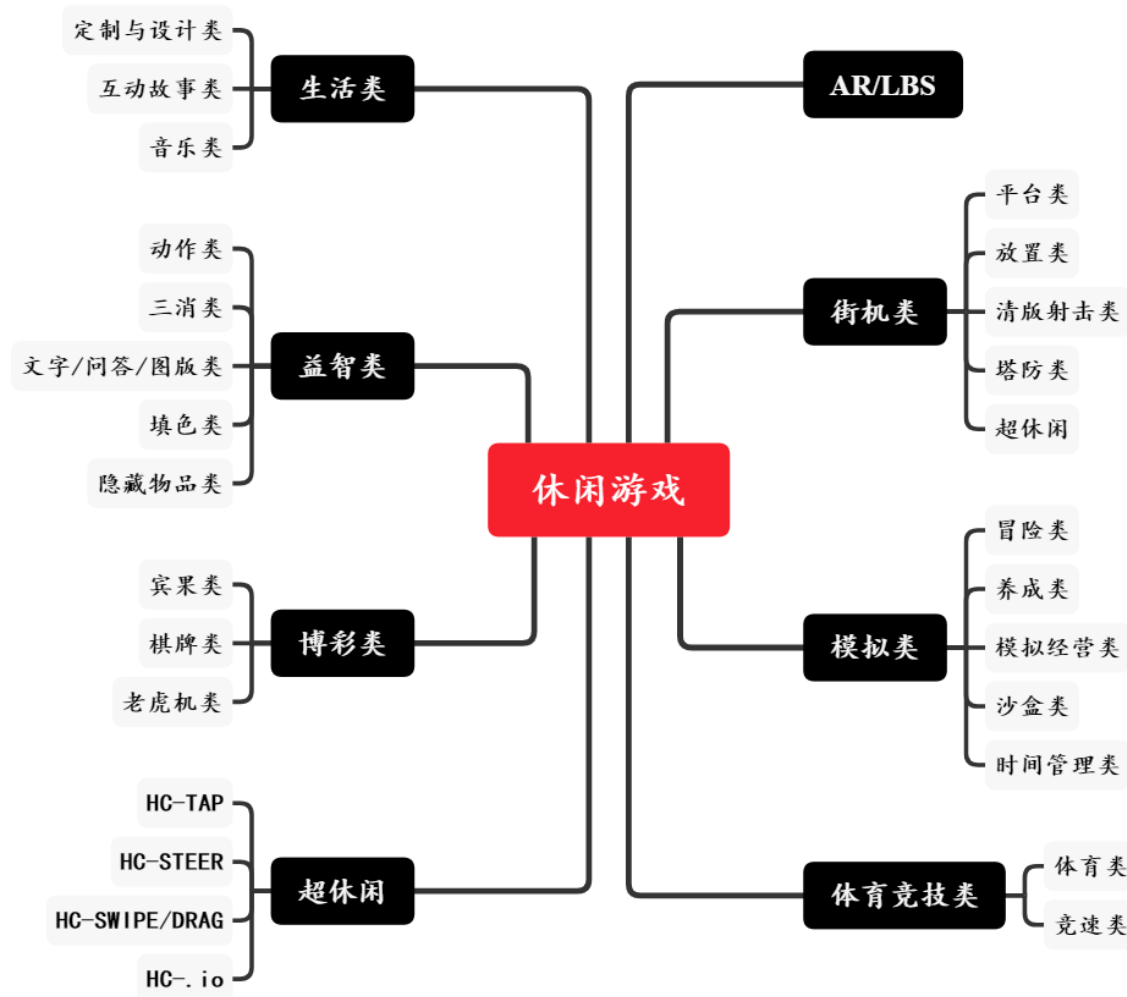 休闲游戏
生活类
定制与设计类
互动故事类
音乐类
益智类
动作类
三消类
文字/问答/图版类
填色类
隐藏物品类
博彩类
宾果类
棋牌类
老虎机类
超休闲
HC-TAP
HC-STEER
HC-SWIPE/DRAG
HC-.io
AR/LBS
街机类
平台类
放置类
清版射击类
塔防类
超休闲
模拟类
冒险类
养成类
模拟经营类
沙盒类
时间管理类
体育竞技类
体育类
竞速类